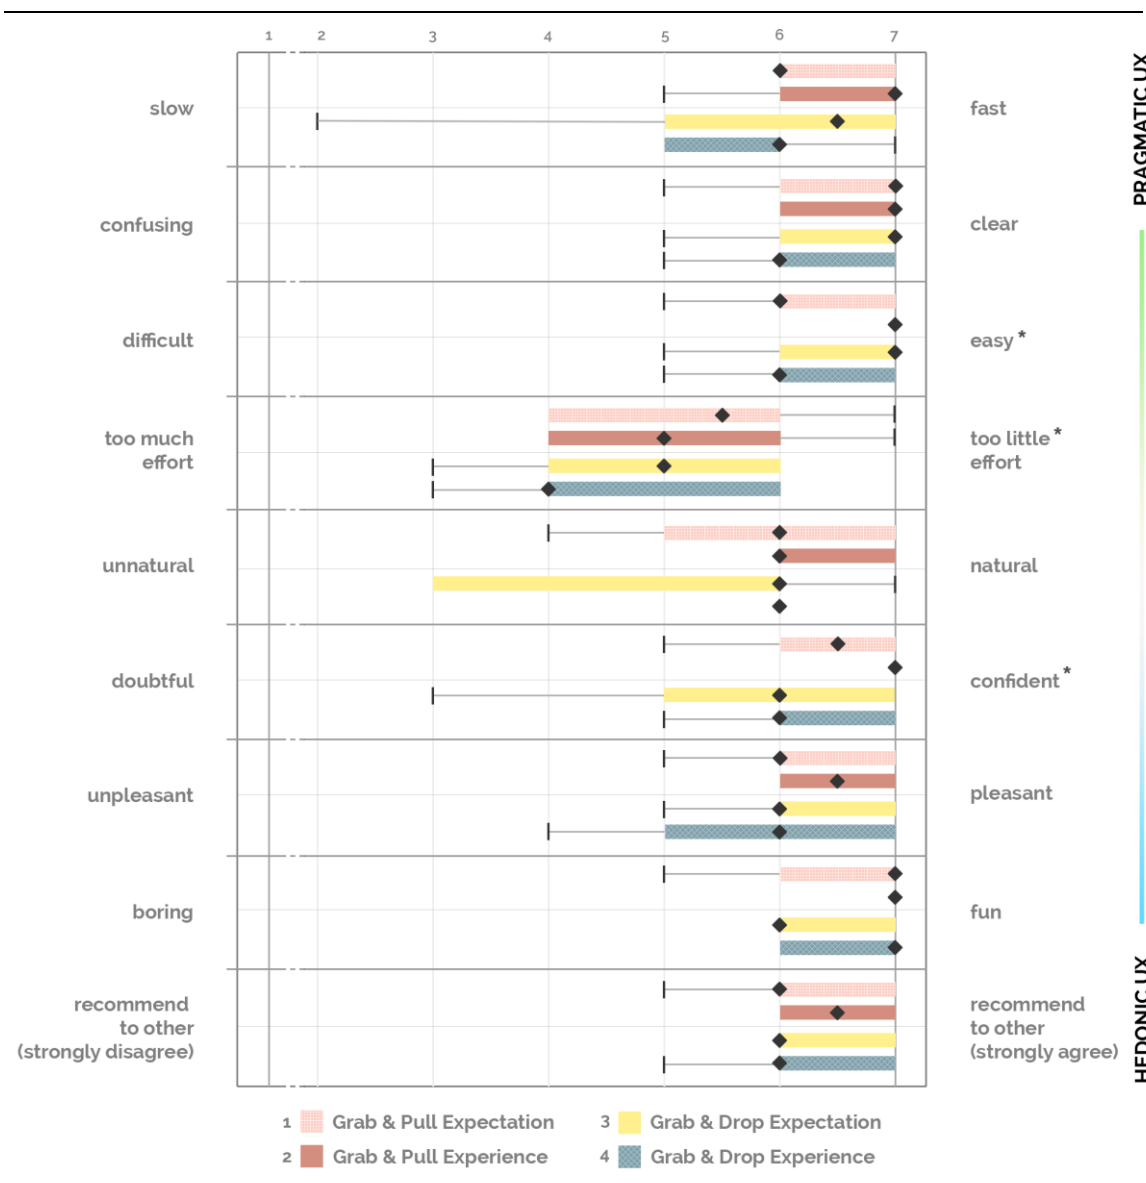 1 2 3 4 5 6 7
PRAGMATIC UX
slow fast
confusing clear
difficult easy *
too much too little *
effort effort
unnatural natural
doubtful confident *
unpleasant pleasant
boring fun
HEDONIC UX
recommend recommend
to other to other
(strongly disagree) (strongly agree)
1 Grab & Pull Expectation 3 Grab & Drop Expectation
2 Grab & Pull Experience 4 Grab & Drop Experience